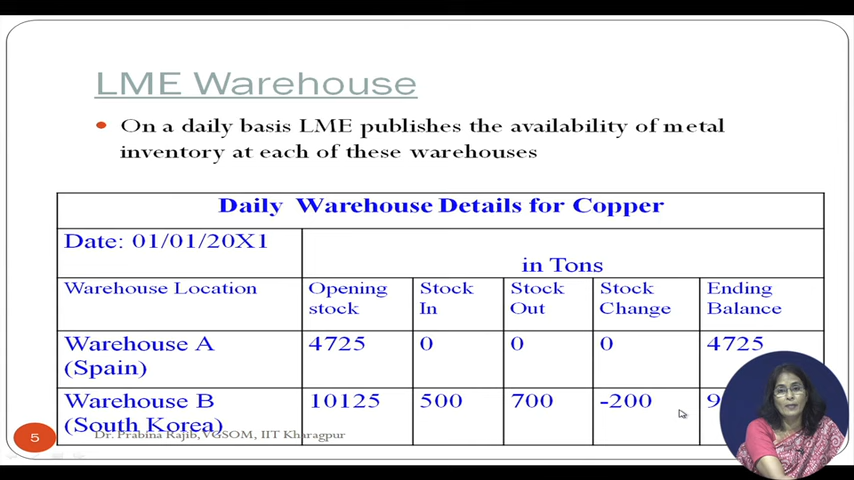 LME Warehouse
On a daily basis LME publishes the availability of metal
inventory at each of these warehouses
Daily Warehouse Details for Copper
Date: 01/01/20X1
in Tons
Warehouse Location Opening stock Stock In Stock Out Stock Change Ending Balance
Warehouse A (Spain) 4725 0 0 0 4725
Warehouse B (South Korea) 10125 500 700 -200
5
Dr. Prabina Rajib, VGSOM, IIT Kharagpur